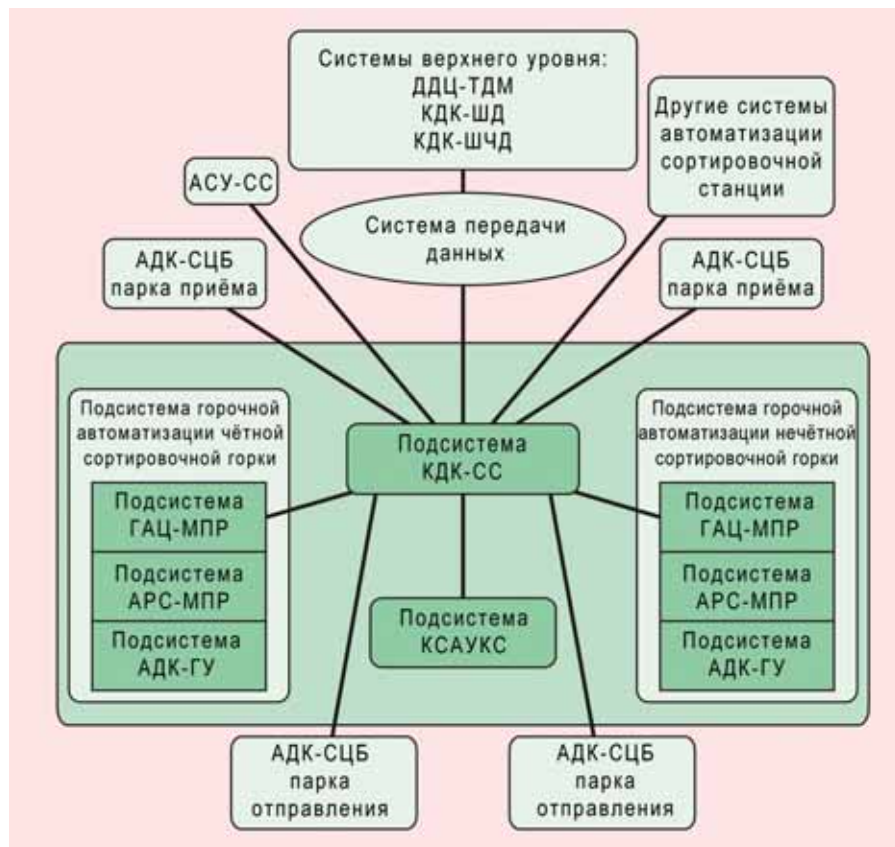 Системы верхнего уровня:
ДДЦ-ТДМ
КДК-ШД
КДК-ШЧД
Другие системы
автоматизации
сортировочной
станции
АСУ-СС
Система передачи
данных
АДК-СЦБ
парка приёма
АДК-СЦБ
парка приёма
Подсистема горочной
автоматизации чётной
сортировочной горки
Подсистема
ГАЦ-МПР
Подсистема
АРС-МПР
Подсистема
АДК-ГУ
Подсистема
КДК-СС
Подсистема
КСАУКС
Подсистема горочной
автоматизации нечётной
сортировочной горки
Подсистема
ГАЦ-МПР
Подсистема
АРС-МПР
Подсистема
АДК-ГУ
АДК-СЦБ
парка
отправления
АДК-СЦБ
парка
отправления